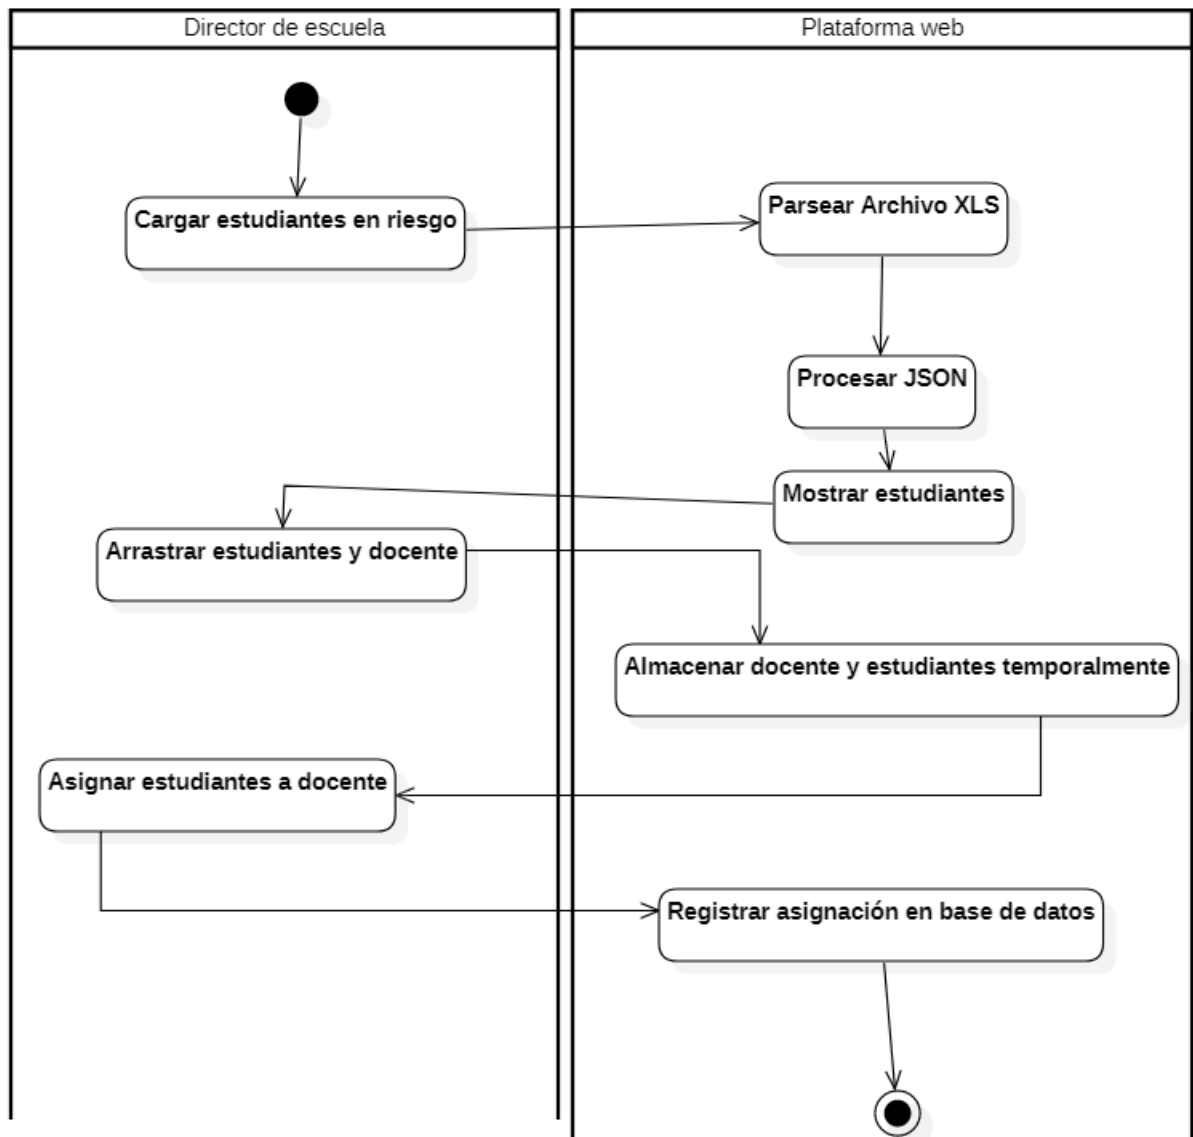 Director de escuela
Plataforma web
Cargar estudiantes en riesgo
Parsear Archivo XLS
Procesar JSON
Mostrar estudiantes
Arrastrar estudiantes y docente
Almacenar docente y estudiantes temporalmente
Asignar estudiantes a docente
Registrar asignación en base de datos